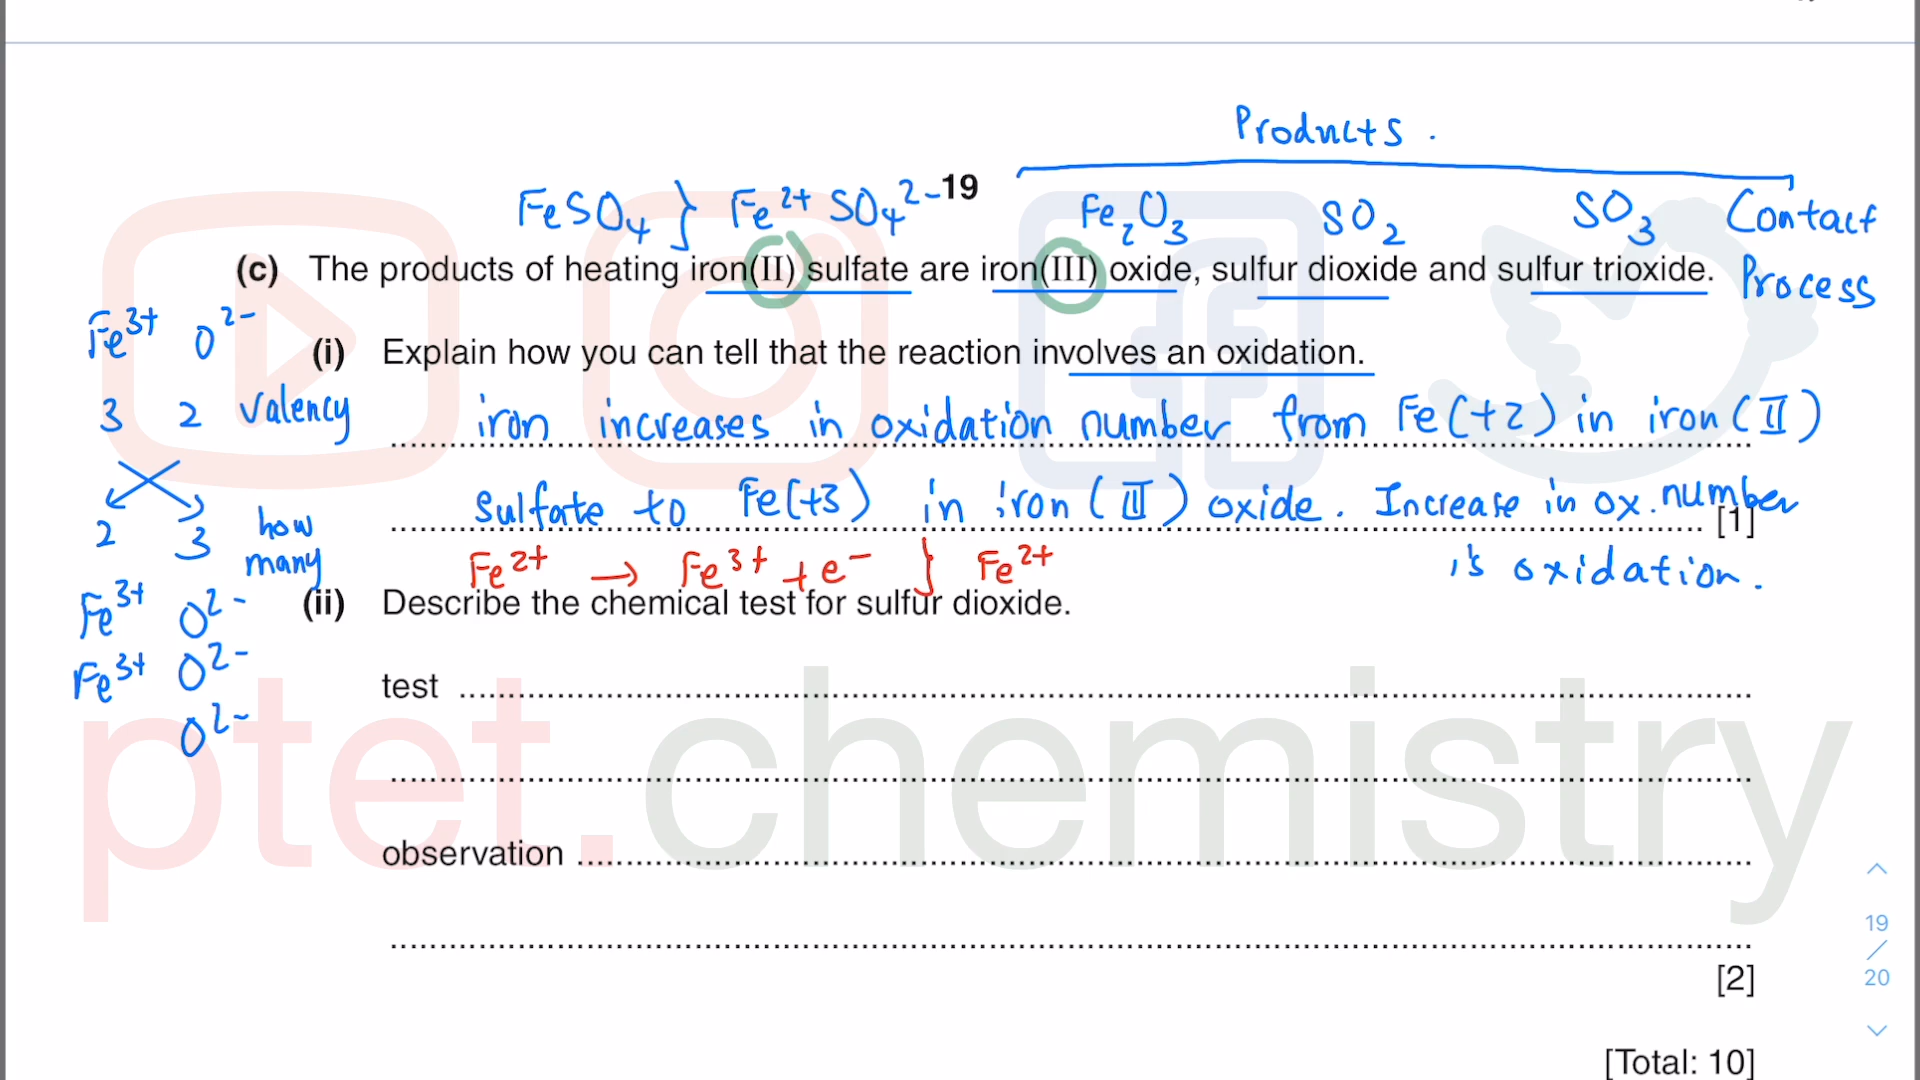 Products.
FeSO₄ } Fe²⁺ SO₄²⁻ 19 Fe₂O₃ SO₂ SO₃ Contact
(c) The products of heating iron(II) sulfate are iron(III) oxide, sulfur dioxide and sulfur trioxide. Process
Fe³⁺ O²⁻
(i) Explain how you can tell that the reaction involves an oxidation.
3 2 valency
iron increases in oxidation number from Fe(+2) in iron(II)
sulfate to Fe(+3) in iron(II) oxide. Increase in ox. number [1]
2 3 how many
Fe²⁺ → Fe³⁺ + e⁻ } Fe²⁺ is oxidation.
Fe³⁺ O²⁻
(ii) Describe the chemical test for sulfur dioxide.
Fe³⁺ O²⁻
test
O²⁻
ptet.chemistry
observation
[2]
[Total: 10]
19
/
20